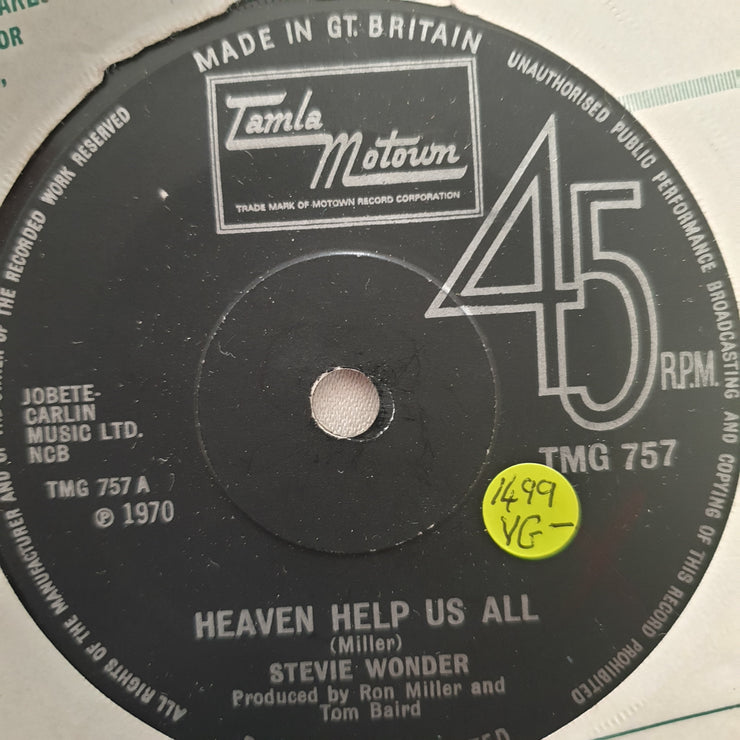 OR
MADE IN GT. BRITAIN
UNAUTHORISED PUBLIC PERFORMANCE BROADCASTING AND COPYING OF THIS RECORD PROHIBITED
ALL RIGHTS OF THE MANUFACTURER AND OF THE OWNER OF THE RECORDED WORK RESERVED
Tamla
Motown
TRADE MARK OF MOTOWN RECORD CORPORATION
45
R.P.M.
JOBETE-
CARLIN
MUSIC LTD.
NCB
TMG 757
TMG 757 A
℗ 1970
1499
VG-
HEAVEN HELP US ALL
(Miller)
STEVIE WONDER
Produced by Ron Miller and
Tom Baird